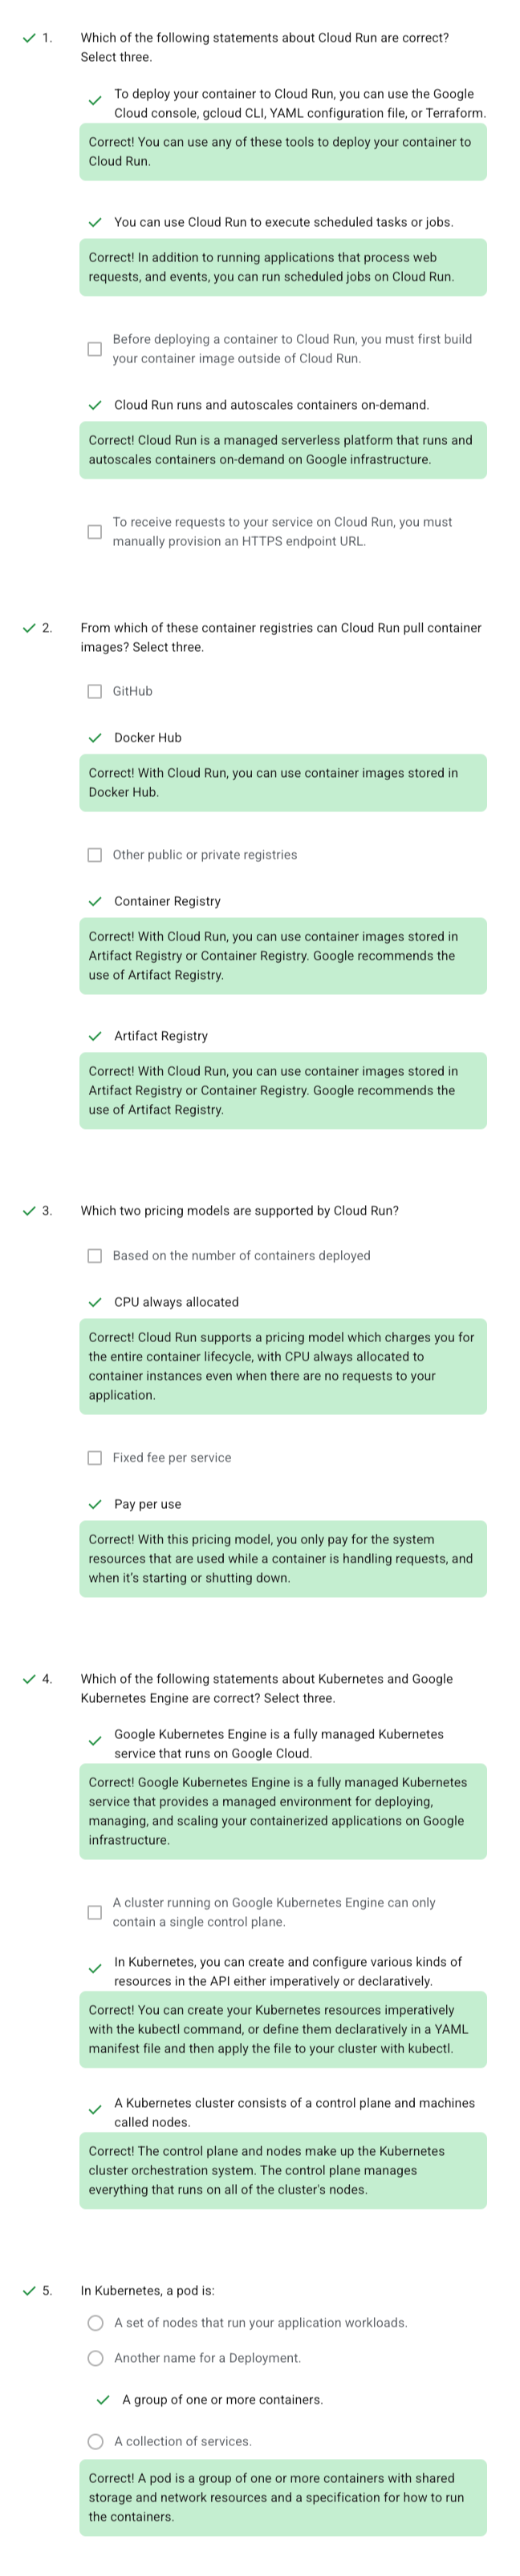 1. Which of the following statements about Cloud Run are correct?
Select three.
To deploy your container to Cloud Run, you can use the Google
Cloud console, gcloud CLI, YAML configuration file, or Terraform.
Correct! You can use any of these tools to deploy your container to
Cloud Run.
You can use Cloud Run to execute scheduled tasks or jobs.
Correct! In addition to running applications that process web
requests, and events, you can run scheduled jobs on Cloud Run.
Before deploying a container to Cloud Run, you must first build
your container image outside of Cloud Run.
Cloud Run runs and autoscales containers on-demand.
Correct! Cloud Run is a managed serverless platform that runs and
autoscales containers on-demand on Google infrastructure.
To receive requests to your service on Cloud Run, you must
manually provision an HTTPS endpoint URL.
2. From which of these container registries can Cloud Run pull container
images? Select three.
GitHub
Docker Hub
Correct! With Cloud Run, you can use container images stored in
Docker Hub.
Other public or private registries
Container Registry
Correct! With Cloud Run, you can use container images stored in
Artifact Registry or Container Registry. Google recommends the
use of Artifact Registry.
Artifact Registry
Correct! With Cloud Run, you can use container images stored in
Artifact Registry or Container Registry. Google recommends the
use of Artifact Registry.
3. Which two pricing models are supported by Cloud Run?
Based on the number of containers deployed
CPU always allocated
Correct! Cloud Run supports a pricing model which charges you for
the entire container lifecycle, with CPU always allocated to
container instances even when there are no requests to your
application.
Fixed fee per service
Pay per use
Correct! With this pricing model, you only pay for the system
resources that are used while a container is handling requests, and
when it's starting or shutting down.
4. Which of the following statements about Kubernetes and Google
Kubernetes Engine are correct? Select three.
Google Kubernetes Engine is a fully managed Kubernetes
service that runs on Google Cloud.
Correct! Google Kubernetes Engine is a fully managed Kubernetes
service that provides a managed environment for deploying,
managing, and scaling your containerized applications on Google
infrastructure.
A cluster running on Google Kubernetes Engine can only
contain a single control plane.
In Kubernetes, you can create and configure various kinds of
resources in the API either imperatively or declaratively.
Correct! You can create your Kubernetes resources imperatively
with the kubectl command, or define them declaratively in a YAML
manifest file and then apply the file to your cluster with kubectl.
A Kubernetes cluster consists of a control plane and machines
called nodes.
Correct! The control plane and nodes make up the Kubernetes
cluster orchestration system. The control plane manages
everything that runs on all of the cluster's nodes.
5. In Kubernetes, a pod is:
A set of nodes that run your application workloads.
Another name for a Deployment.
A group of one or more containers.
A collection of services.
Correct! A pod is a group of one or more containers with shared
storage and network resources and a specification for how to run
the containers.